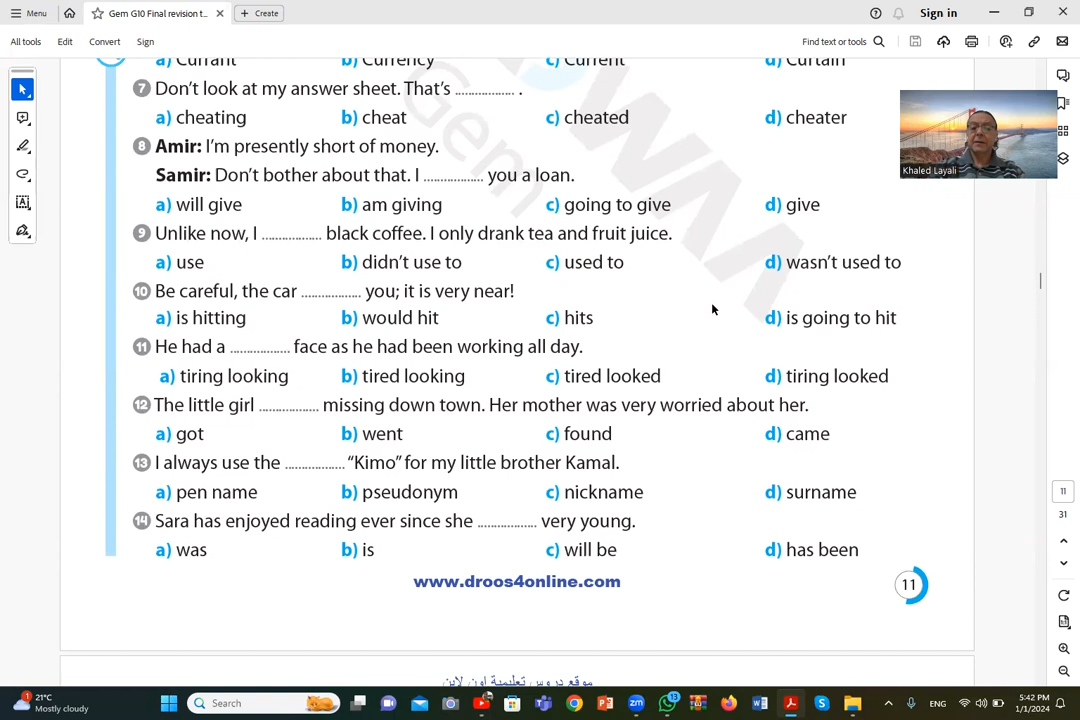 Menu
Gem G10 Final revision t...
Create
Sign in
All tools
Edit
Convert
Sign
Find text or tools
a) Currant b) Currency c) Current d) Curtain
7 Don't look at my answer sheet. That's .................. .
a) cheating b) cheat c) cheated d) cheater
8 Amir: I'm presently short of money.
Samir: Don't bother about that. I .................. you a loan.
a) will give b) am giving c) going to give d) give
9 Unlike now, I .................. black coffee. I only drank tea and fruit juice.
a) use b) didn't use to c) used to d) wasn't used to
10 Be careful, the car .................. you; it is very near!
a) is hitting b) would hit c) hits d) is going to hit
11 He had a .................. face as he had been working all day.
a) tiring looking b) tired looking c) tired looked d) tiring looked
12 The little girl .................. missing down town. Her mother was very worried about her.
a) got b) went c) found d) came
13 I always use the .................. “Kimo” for my little brother Kamal.
a) pen name b) pseudonym c) nickname d) surname
14 Sara has enjoyed reading ever since she .................. very young.
a) was b) is c) will be d) has been
www.droos4online.com
11
موقع دروس تعليمية اون لاين
Gem
Khaled Layali
11
31
1
21°C
Mostly cloudy
Search
13
ENG
5:42 PM
1/1/2024